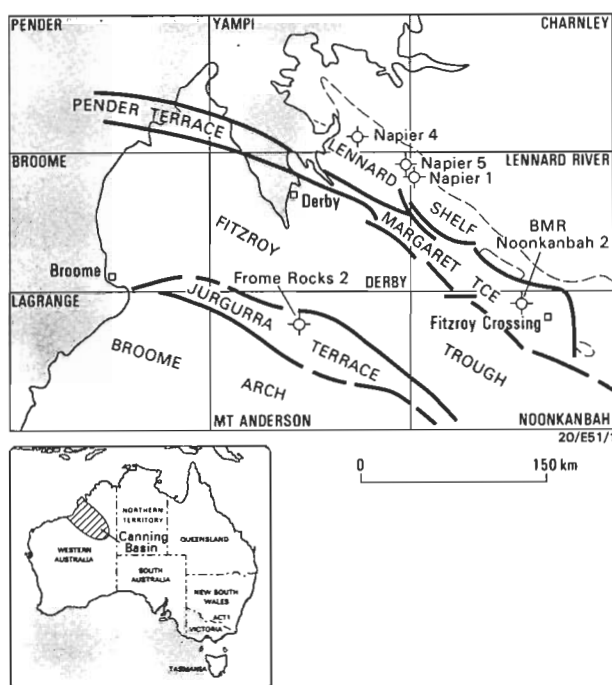 PENDER
YAMPI
CHARNLEY
PENDER TERRACE
Napier 4
BROOME
LENNARD SHELF
Napier 5
LENNARD RIVER
Napier 1
Derby
MARGARET TCE
BMR
Noonkanbah 2
FITZROY TROUGH
Broome
Frome Rocks 2
DERBY
LAGRANGE
JURGURRA TERRACE
Fitzroy Crossing
BROOME ARCH
MT ANDERSON
NOONKANBAH
20/E51/1
0
150 km
NORTHERN
TERRITORY
QUEENSLAND
Canning
Basin
WESTERN
AUSTRALIA
SOUTH
AUSTRALIA
NEW SOUTH
WALES
ACT
VICTORIA
TASMANIA